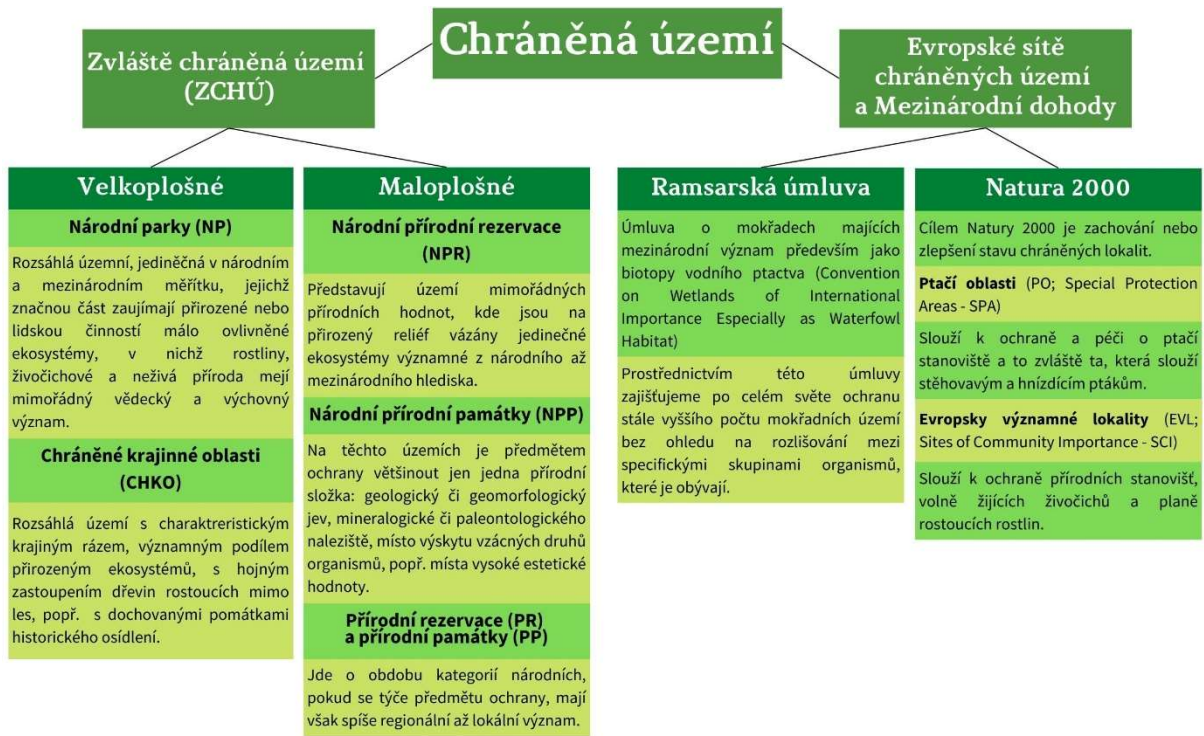 Chráněná území
Zvláště chráněná území
(ZCHÚ)
Evropské sítě
chráněných území
a Mezinárodní dohody
Velkoplošné
Národní parky (NP)
Rozsáhlá územní, jediněčná v národním
a mezinárodním měřítku, jejichž
značnou část zaujímají přirozené nebo
lidskou činností málo ovlivněné
ekosystémy, v nichž rostliny,
živočichové a neživá příroda mejí
mimořádný vědecký a výchovný
význam.
Chráněné krajinné oblasti
(CHKO)
Rozsáhlá území s charaktreristickým
krajiným rázem, významným podílem
přirozeným ekosystémů, s hojným
zastoupením dřevin rostoucích mimo
les, popř. s dochovanými pomátkami
historického osídlení.
Maloplošné
Národní přírodní rezervace
(NPR)
Představují území mimořádných
přírodních hodnot, kde jsou na
přirozený reliéf vázány jedinečné
ekosystémy významné z národního až
mezinárodního hlediska.
Národní přírodní památky (NPP)
Na těchto územích je předmětem
ochrany většinout jen jedna přírodní
složka: geologický či geomorfologický
jev, mineralogické či paleontologického
naleziště, místo výskytu vzácných druhů
organismů, popř. místa vysoké estetické
hodnoty.
Přírodní rezervace (PR)
a přírodní památky (PP)
Jde o obdobu kategorií národních,
pokud se týče předmětu ochrany, mají
však spíše regionální až lokální význam.
Ramsarská úmluva
Úmluva o mokřadech majících
mezinárodní význam především jako
biotopy vodního ptactva (Convention
on Wetlands of International
Importance Especially as Waterfowl
Habitat)
Prostřednictvím této úmluvy
zajišťujeme po celém světe ochranu
stále vyššího počtu mokřadních území
bez ohledu na rozlišování mezi
specifickými skupinami organismů,
které je obývají.
Natura 2000
Cílem Natury 2000 je zachování nebo
zlepšení stavu chráněných lokalit.
Ptačí oblasti (PO; Special Protection
Areas - SPA)
Slouží k ochraně a péči o ptačí
stanoviště a to zvláště ta, která slouží
stěhovavým a hnízdícím ptákům.
Evropsky významné lokality (EVL;
Sites of Community Importance - SCI)
Slouží k ochraně přírodních stanovišť,
volně žijících živočichů a planě
rostoucích rostlin.